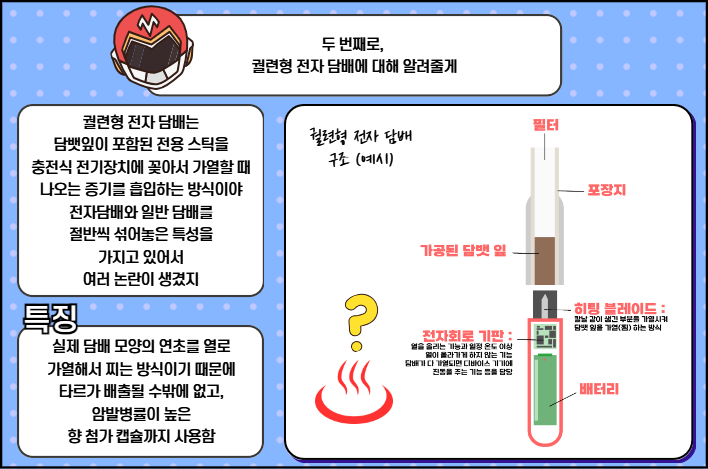 두 번째로,
궐련형 전자 담배에 대해 알려줄게
궐련형 전자 담배는
담뱃잎이 포함된 전용 스틱을
충전식 전기장치에 꽂아서 가열할 때
나오는 증기를 흡입하는 방식이야
전자담배와 일반 담배를
절반씩 섞어놓은 특성을
가지고 있어서
여러 논란이 생겼지
특징
실제 담배 모양의 연초를 열로
가열해서 찌는 방식이기 때문에
타르가 배출될 수밖에 없고,
암발병률이 높은
향 첨가 캡슐까지 사용함
궐련형 전자 담배
구조 (예시)
필터
포장지
가공된 담뱃 잎
히팅 블레이드 :
칼날 같이 생긴 부분을 가열시켜
담뱃 잎을 가열(찜) 하는 방식
전자회로 기판 :
열을 올리는 기능과 일정 온도 이상
열이 올라가게 하지 않는 기능
담배가 다 가열되면 디바이스 기기에
진동을 주는 기능 등을 담당
배터리